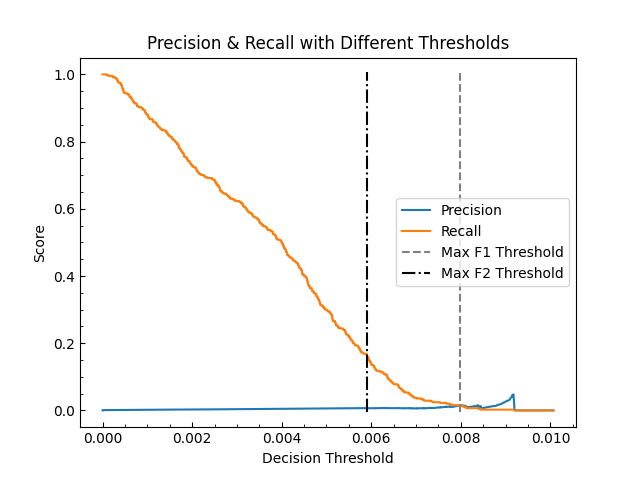 Precision & Recall with Different Thresholds
Score
1.0
0.8
0.6
0.4
0.2
0.0
Precision
Recall
Max F1 Threshold
Max F2 Threshold
0.000 0.002 0.004 0.006 0.008 0.010
Decision Threshold